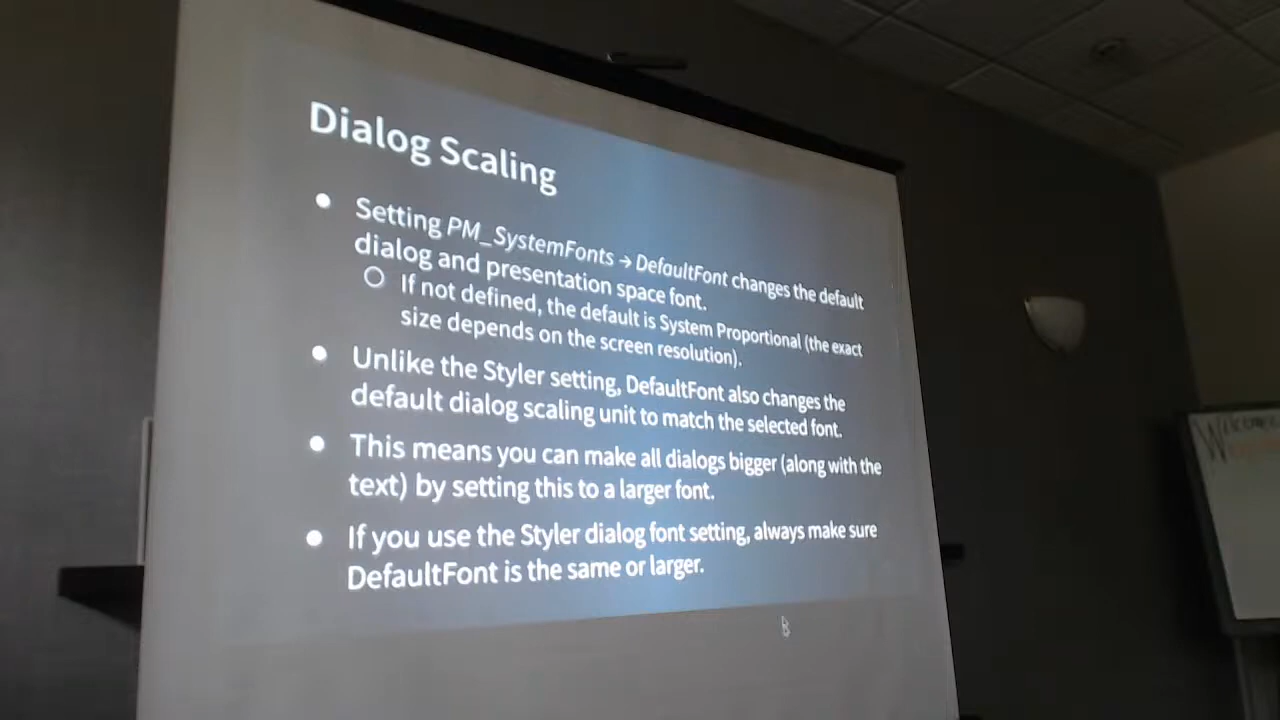 Dialog Scaling
● Setting PM_SystemFonts → DefaultFont changes the default
dialog and presentation space font.
○ If not defined, the default is System Proportional (the exact
size depends on the screen resolution).
● Unlike the Styler setting, DefaultFont also changes the
default dialog scaling unit to match the selected font.
● This means you can make all dialogs bigger (along with the
text) by setting this to a larger font.
● If you use the Styler dialog font setting, always make sure
DefaultFont is the same or larger.